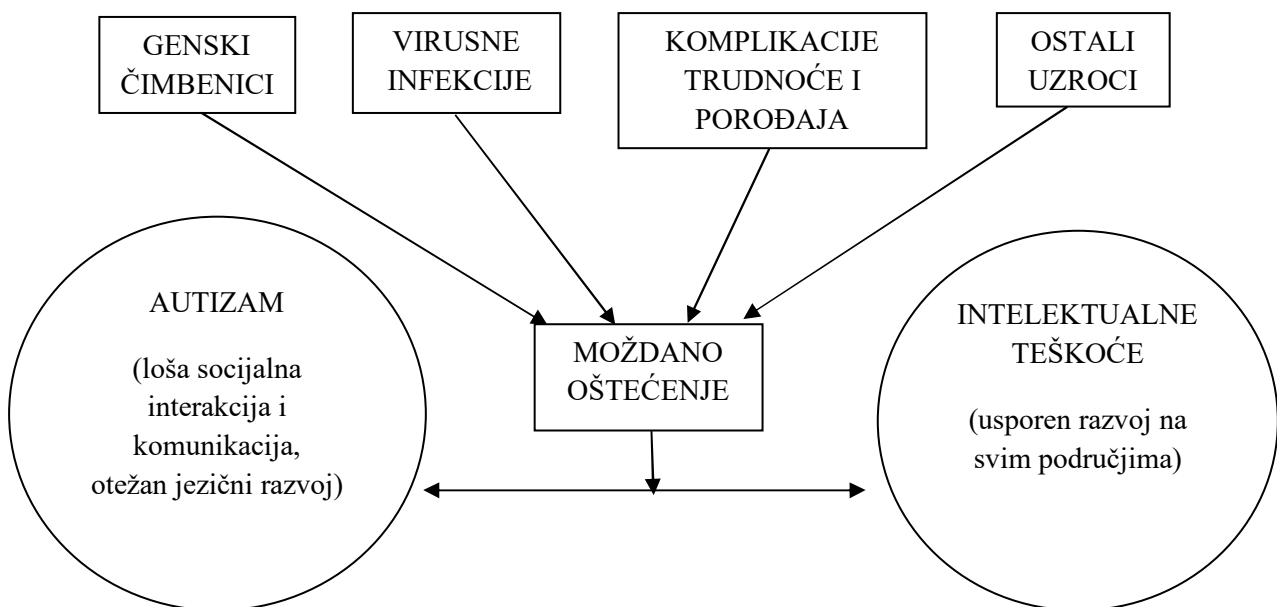 GENSKI
ČIMBENICI
VIRUSNE
INFEKCIJE
KOMPLIKACIJE
TRUDNOĆE I
POROĐAJA
OSTALI
UZROCI
AUTIZAM
(loša socijalna
interakcija i
komunikacija,
otežan jezični razvoj)
MOŽDANO
OŠTEĆENJE
INTELEKTUALNE
TEŠKOĆE
(usporen razvoj na
svim područjima)